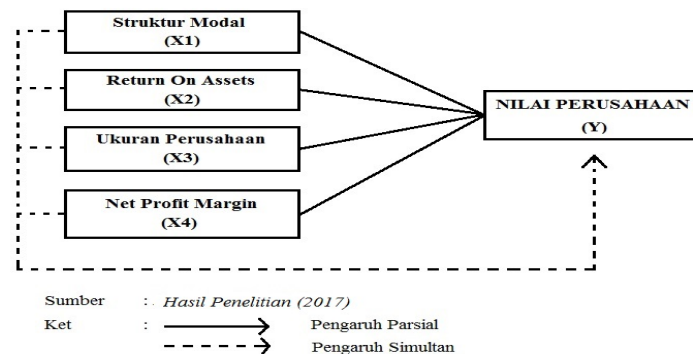 Struktur Modal
(X1)
Return On Assets
(X2)
Ukuran Perusahaan
(X3)
Net Profit Margin
(X4)
NILAI PERUSAHAAN
(Y)
Sumber : Hasil Penelitian (2017)
Ket : Pengaruh Parsial
Pengaruh Simultan